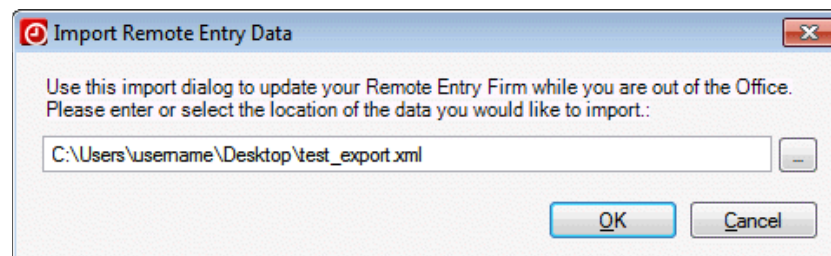 Import Remote Entry Data
Use this import dialog to update your Remote Entry Firm while you are out of the Office.
Please enter or select the location of the data you would like to import.:
C:\Users\username\Desktop\test_export.xml
...
OK
Cancel